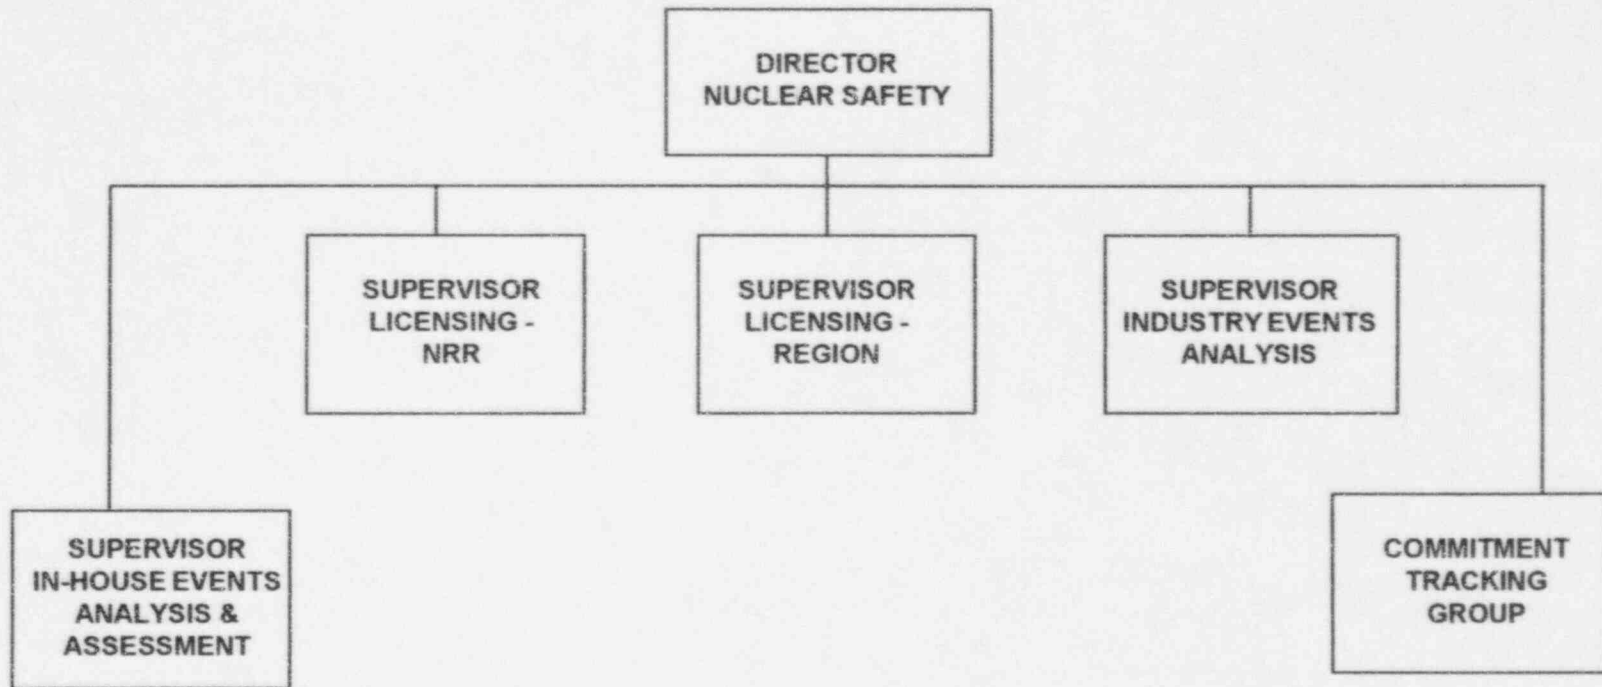 DIRECTOR
NUCLEAR SAFETY
SUPERVISOR
LICENSING -
NRR
SUPERVISOR
LICENSING -
REGION
SUPERVISOR
INDUSTRY EVENTS
ANALYSIS
SUPERVISOR
IN-HOUSE EVENTS
ANALYSIS &
ASSESSMENT
COMMITMENT
TRACKING
GROUP